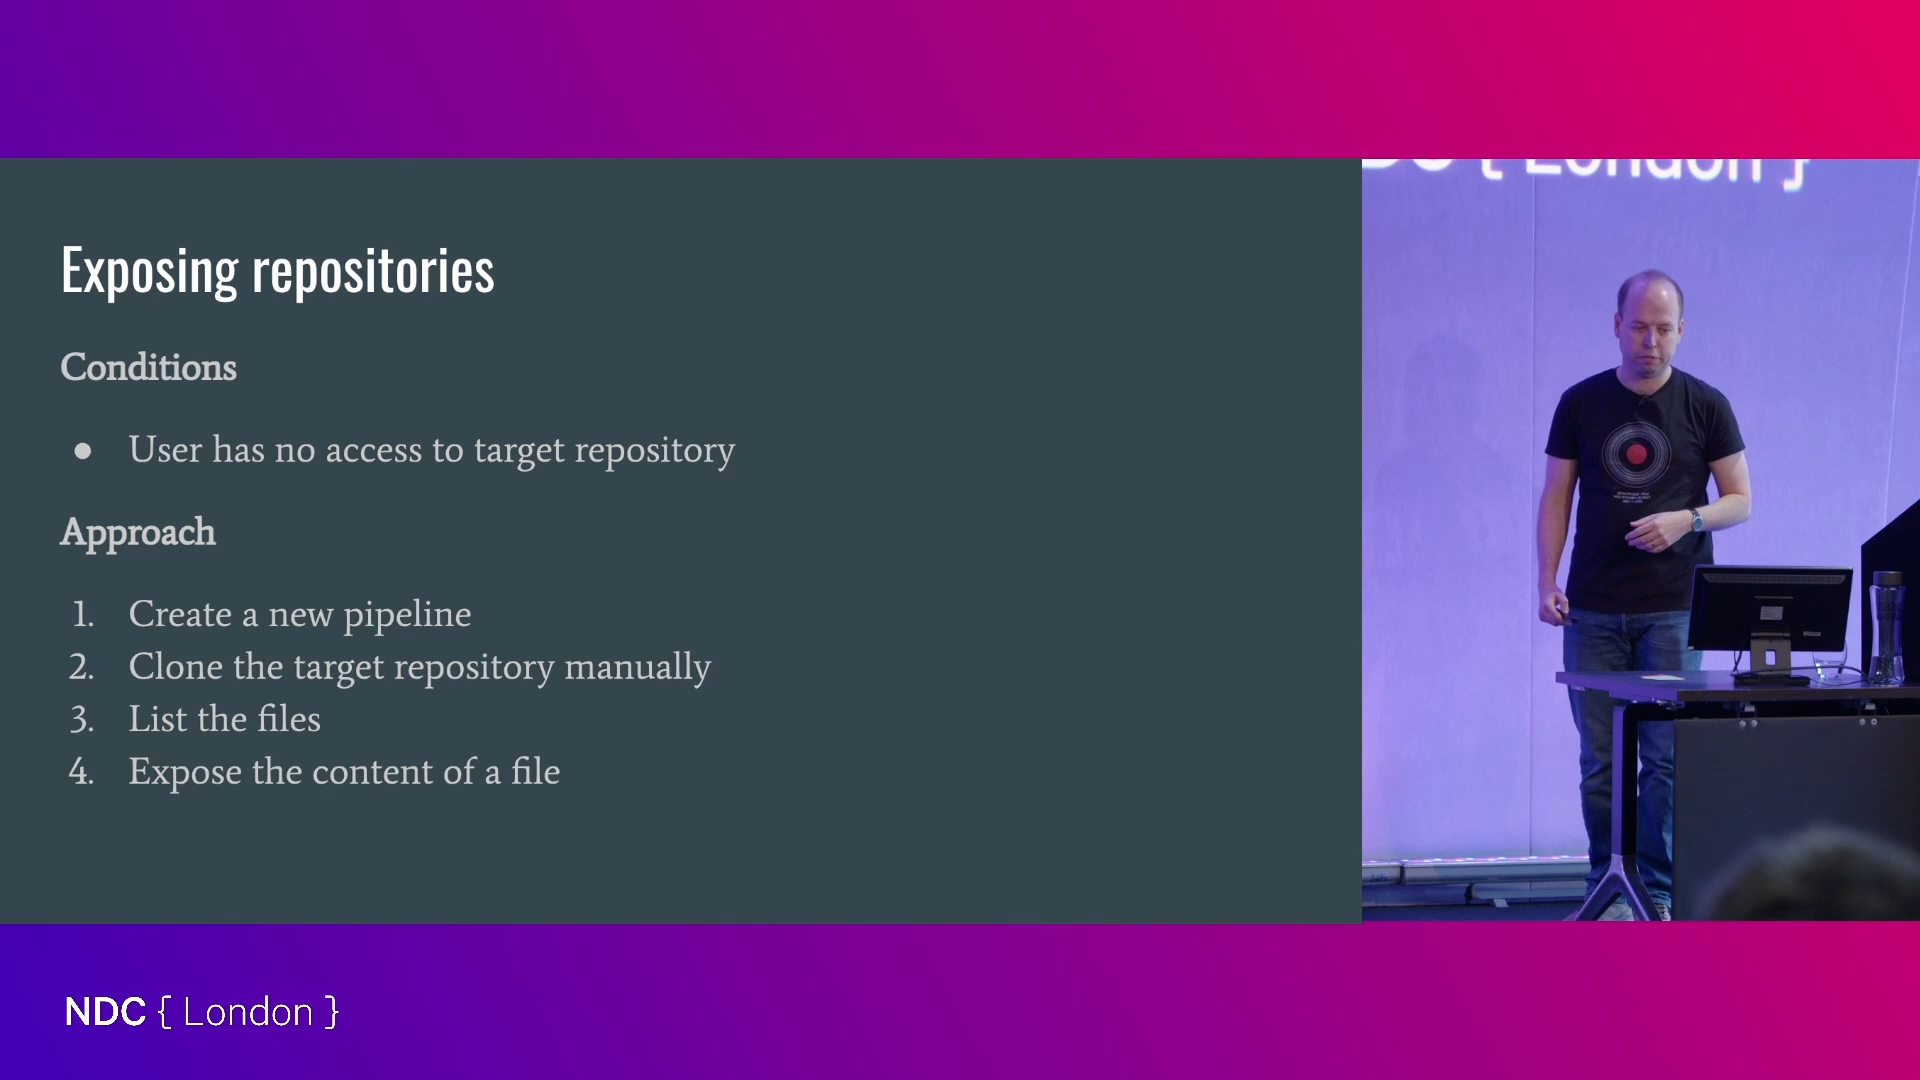 { London }
Exposing repositories
Conditions
● User has no access to target repository
Approach
1. Create a new pipeline
2. Clone the target repository manually
3. List the files
4. Expose the content of a file
NDC { London }